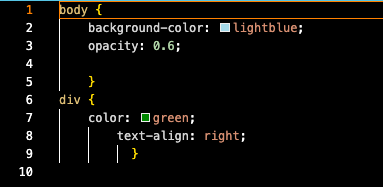 1 body {
2 background-color: lightblue;
3 opacity: 0.6;
4
5 }
6 div {
7 color: green;
8 text-align: right;
9 }
10